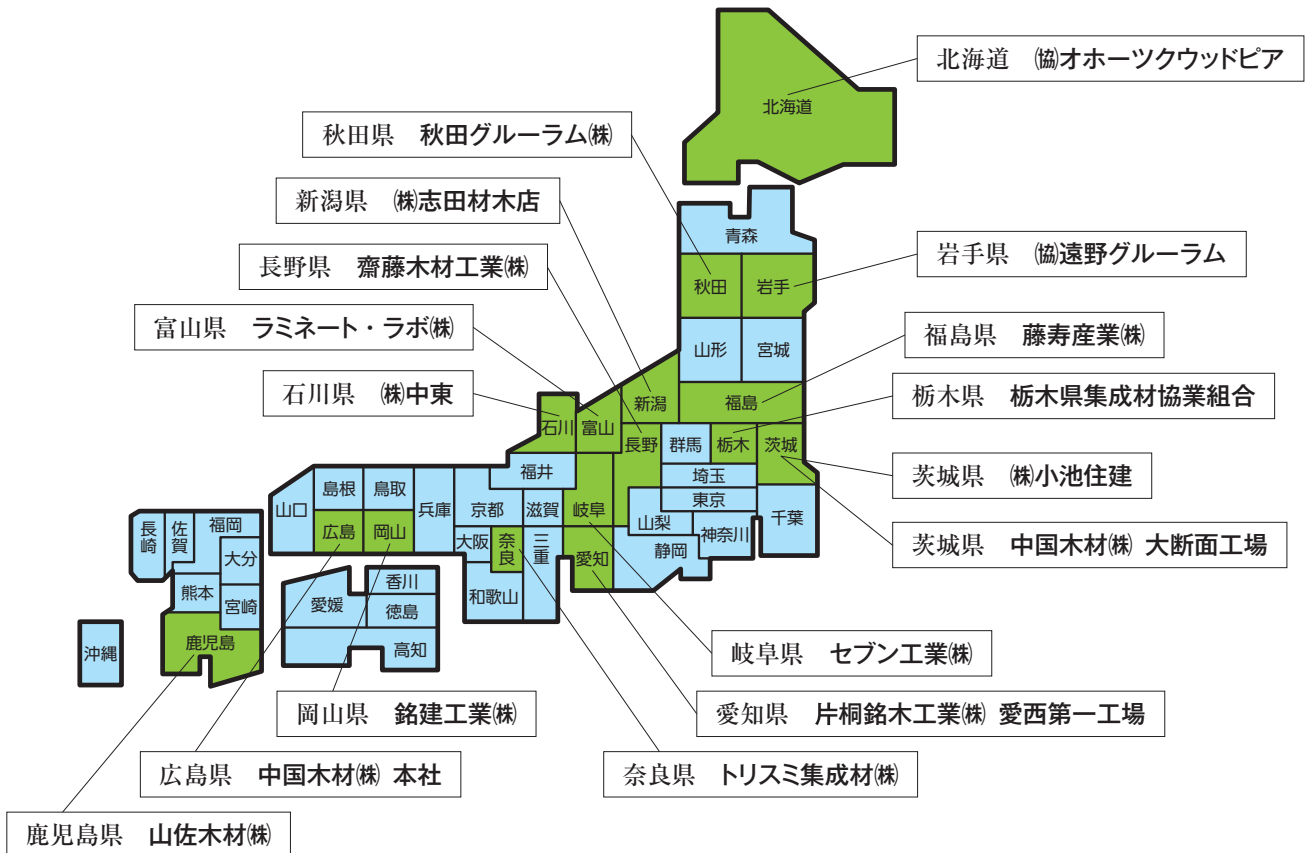 北海道 ㈿オホーツクウッドピア
秋田県 秋田グルーラム㈱
新潟県 ㈱志田材木店
長野県 齋藤木材工業㈱
富山県 ラミネート・ラボ㈱
石川県 ㈱中東
岩手県 ㈿遠野グルーラム
福島県 藤寿産業㈱
栃木県 栃木県集成材協業組合
茨城県 ㈱小池住建
茨城県 中国木材㈱ 大断面工場
岐阜県 セブン工業㈱
愛知県 片桐銘木工業㈱ 愛西第一工場
奈良県 トリスミ集成材㈱
岡山県 銘建工業㈱
広島県 中国木材㈱ 本社
鹿児島県 山佐木材㈱
北海道
青森
秋田
岩手
山形
宮城
新潟
福島
石川
富山
長野
群馬
栃木
茨城
埼玉
東京
千葉
山梨
神奈川
静岡
福井
岐阜
愛知
滋賀
京都
三重
奈良
大阪
和歌山
兵庫
鳥取
島根
岡山
広島
山口
香川
徳島
愛媛
高知
福岡
佐賀
長崎
大分
熊本
宮崎
鹿児島
沖縄